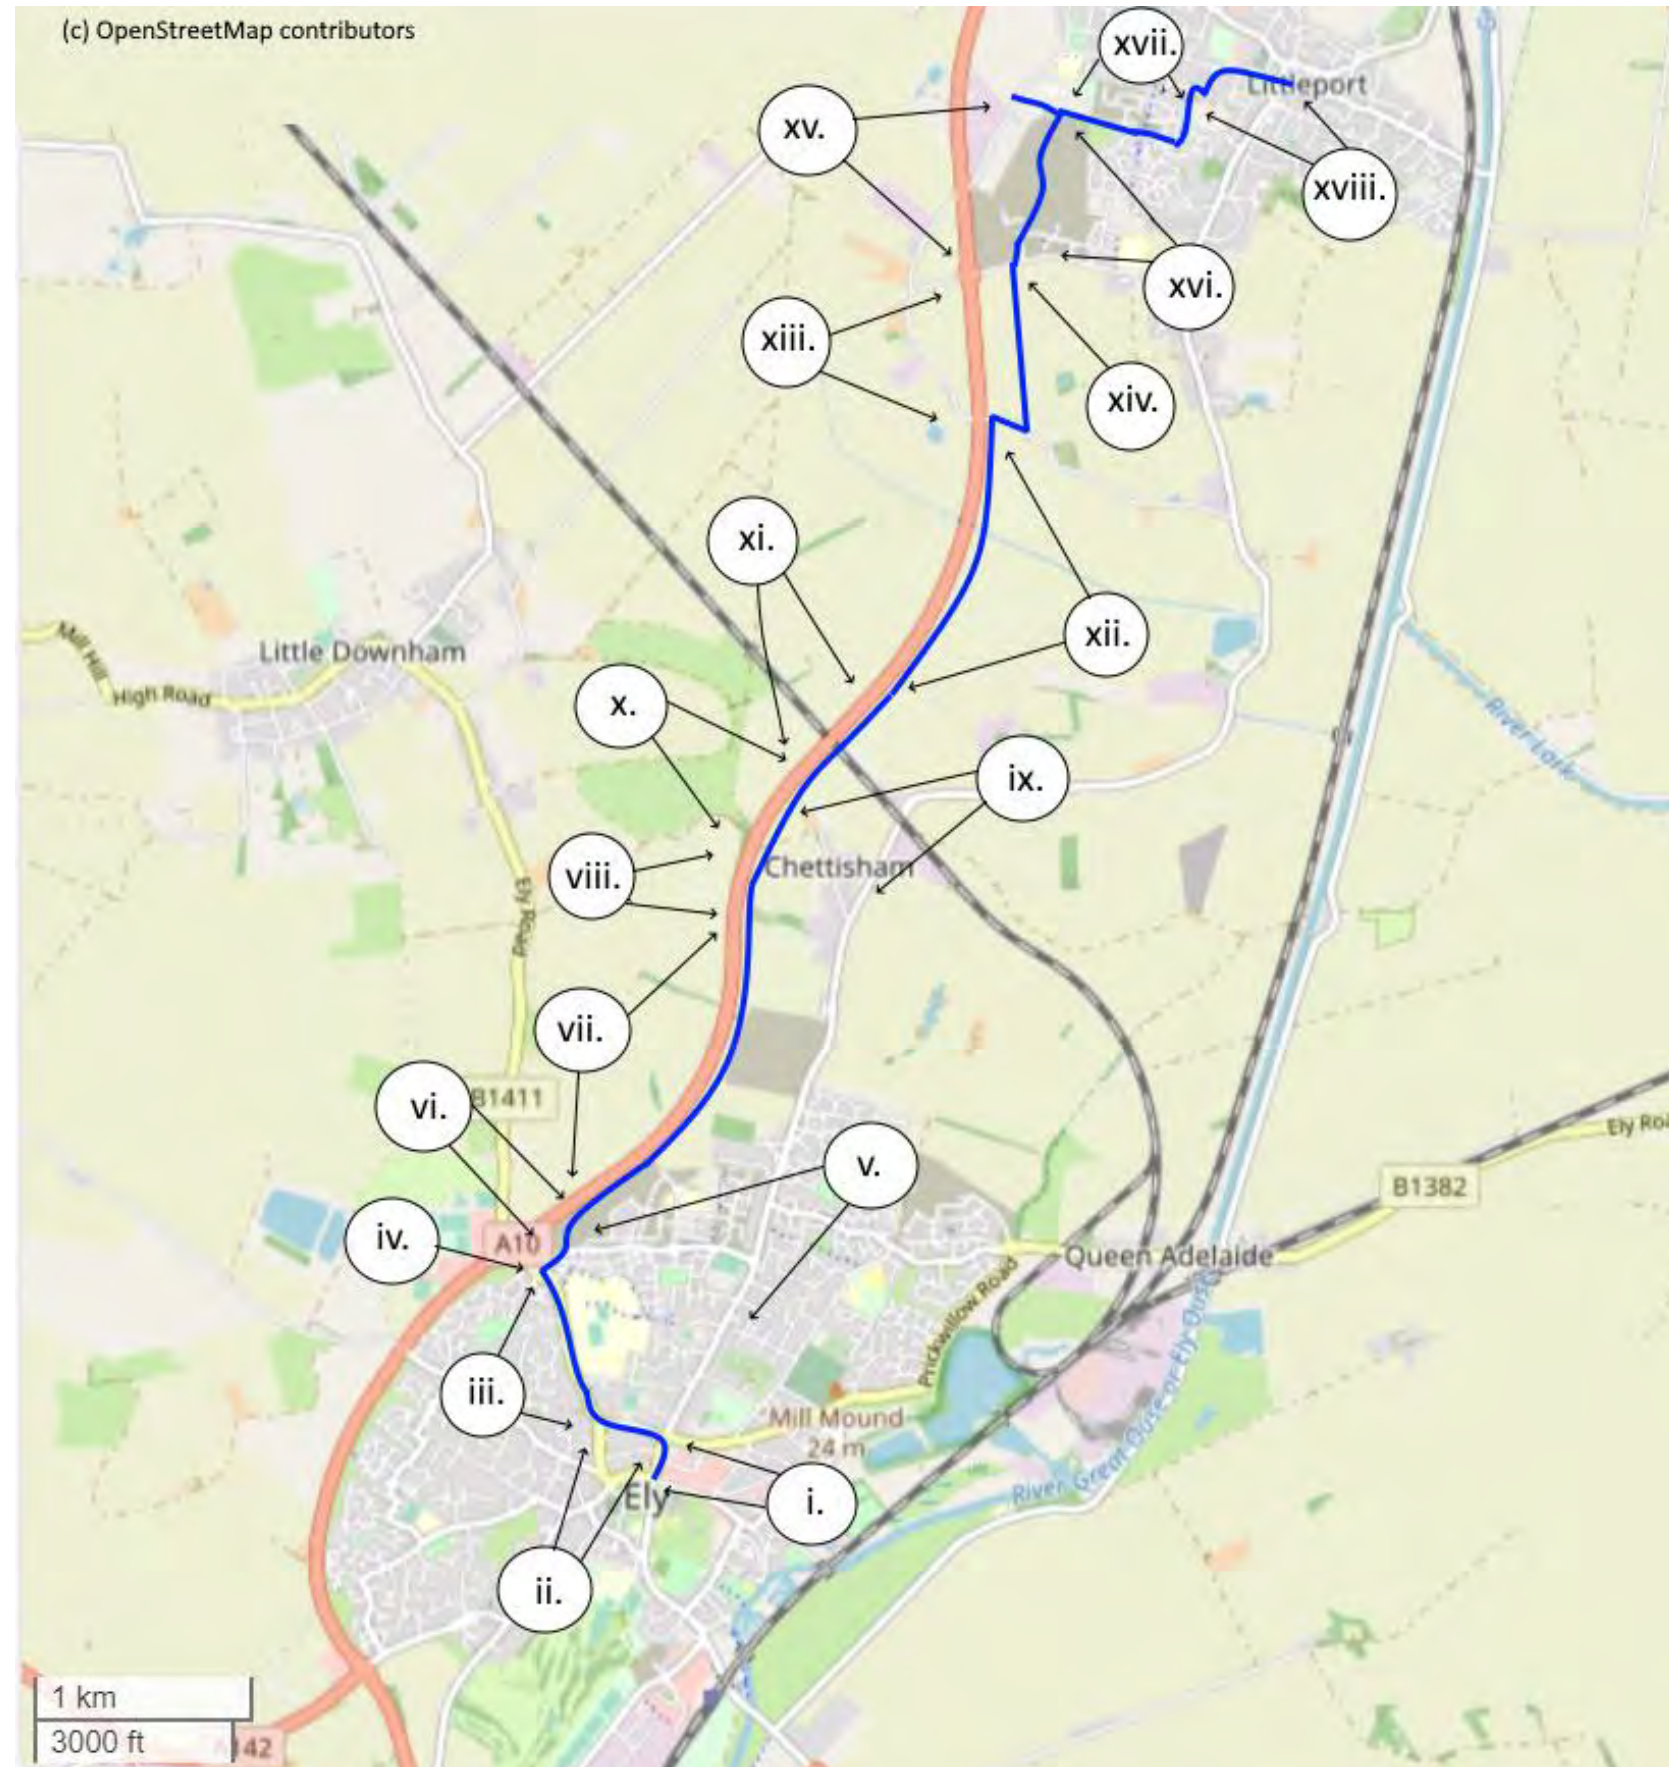 (c) OpenStreetMap contributors
xvii.
Littleport
xv.
xviii.
xvi.
xiii.
xiv.
xi.
xii.
Mill Hill
Little Downham
High Road
x.
River Lark
ix.
viii.
Chettisham
Ely Road
vii.
vi.
B1411
v.
Ely Roa
B1382
iv.
A10
Queen Adelaide
Prickwillow Road
iii.
Mill Mound
24 m
River Great Ouse or Ely Ouse
Ely
i.
ii.
1 km
3000 ft
A142